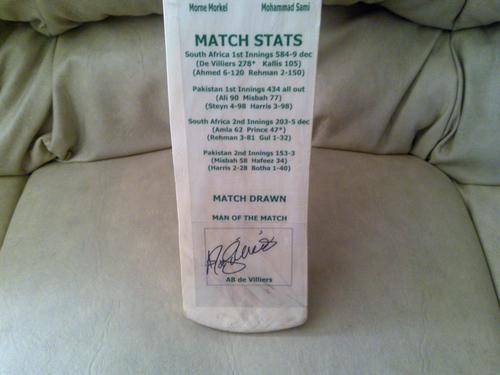 Morne Morkel Mohammad Sami
MATCH STATS
South Africa 1st Innings 584-9 dec
(De Villiers 278* Kallis 105)
(Ahmed 6-120 Rehman 2-150)
Pakistan 1st Innings 434 all out
(Ali 90 Misbah 77)
(Steyn 4-98 Harris 3-98)
South Africa 2nd Innings 203-5 dec
(Amla 62 Prince 47*)
(Rehman 3-81 Gul 1-32)
Pakistan 2nd Innings 153-3
(Misbah 58 Hafeez 34)
(Harris 2-28 Botha 1-40)
MATCH DRAWN
MAN OF THE MATCH
AB de Villiers